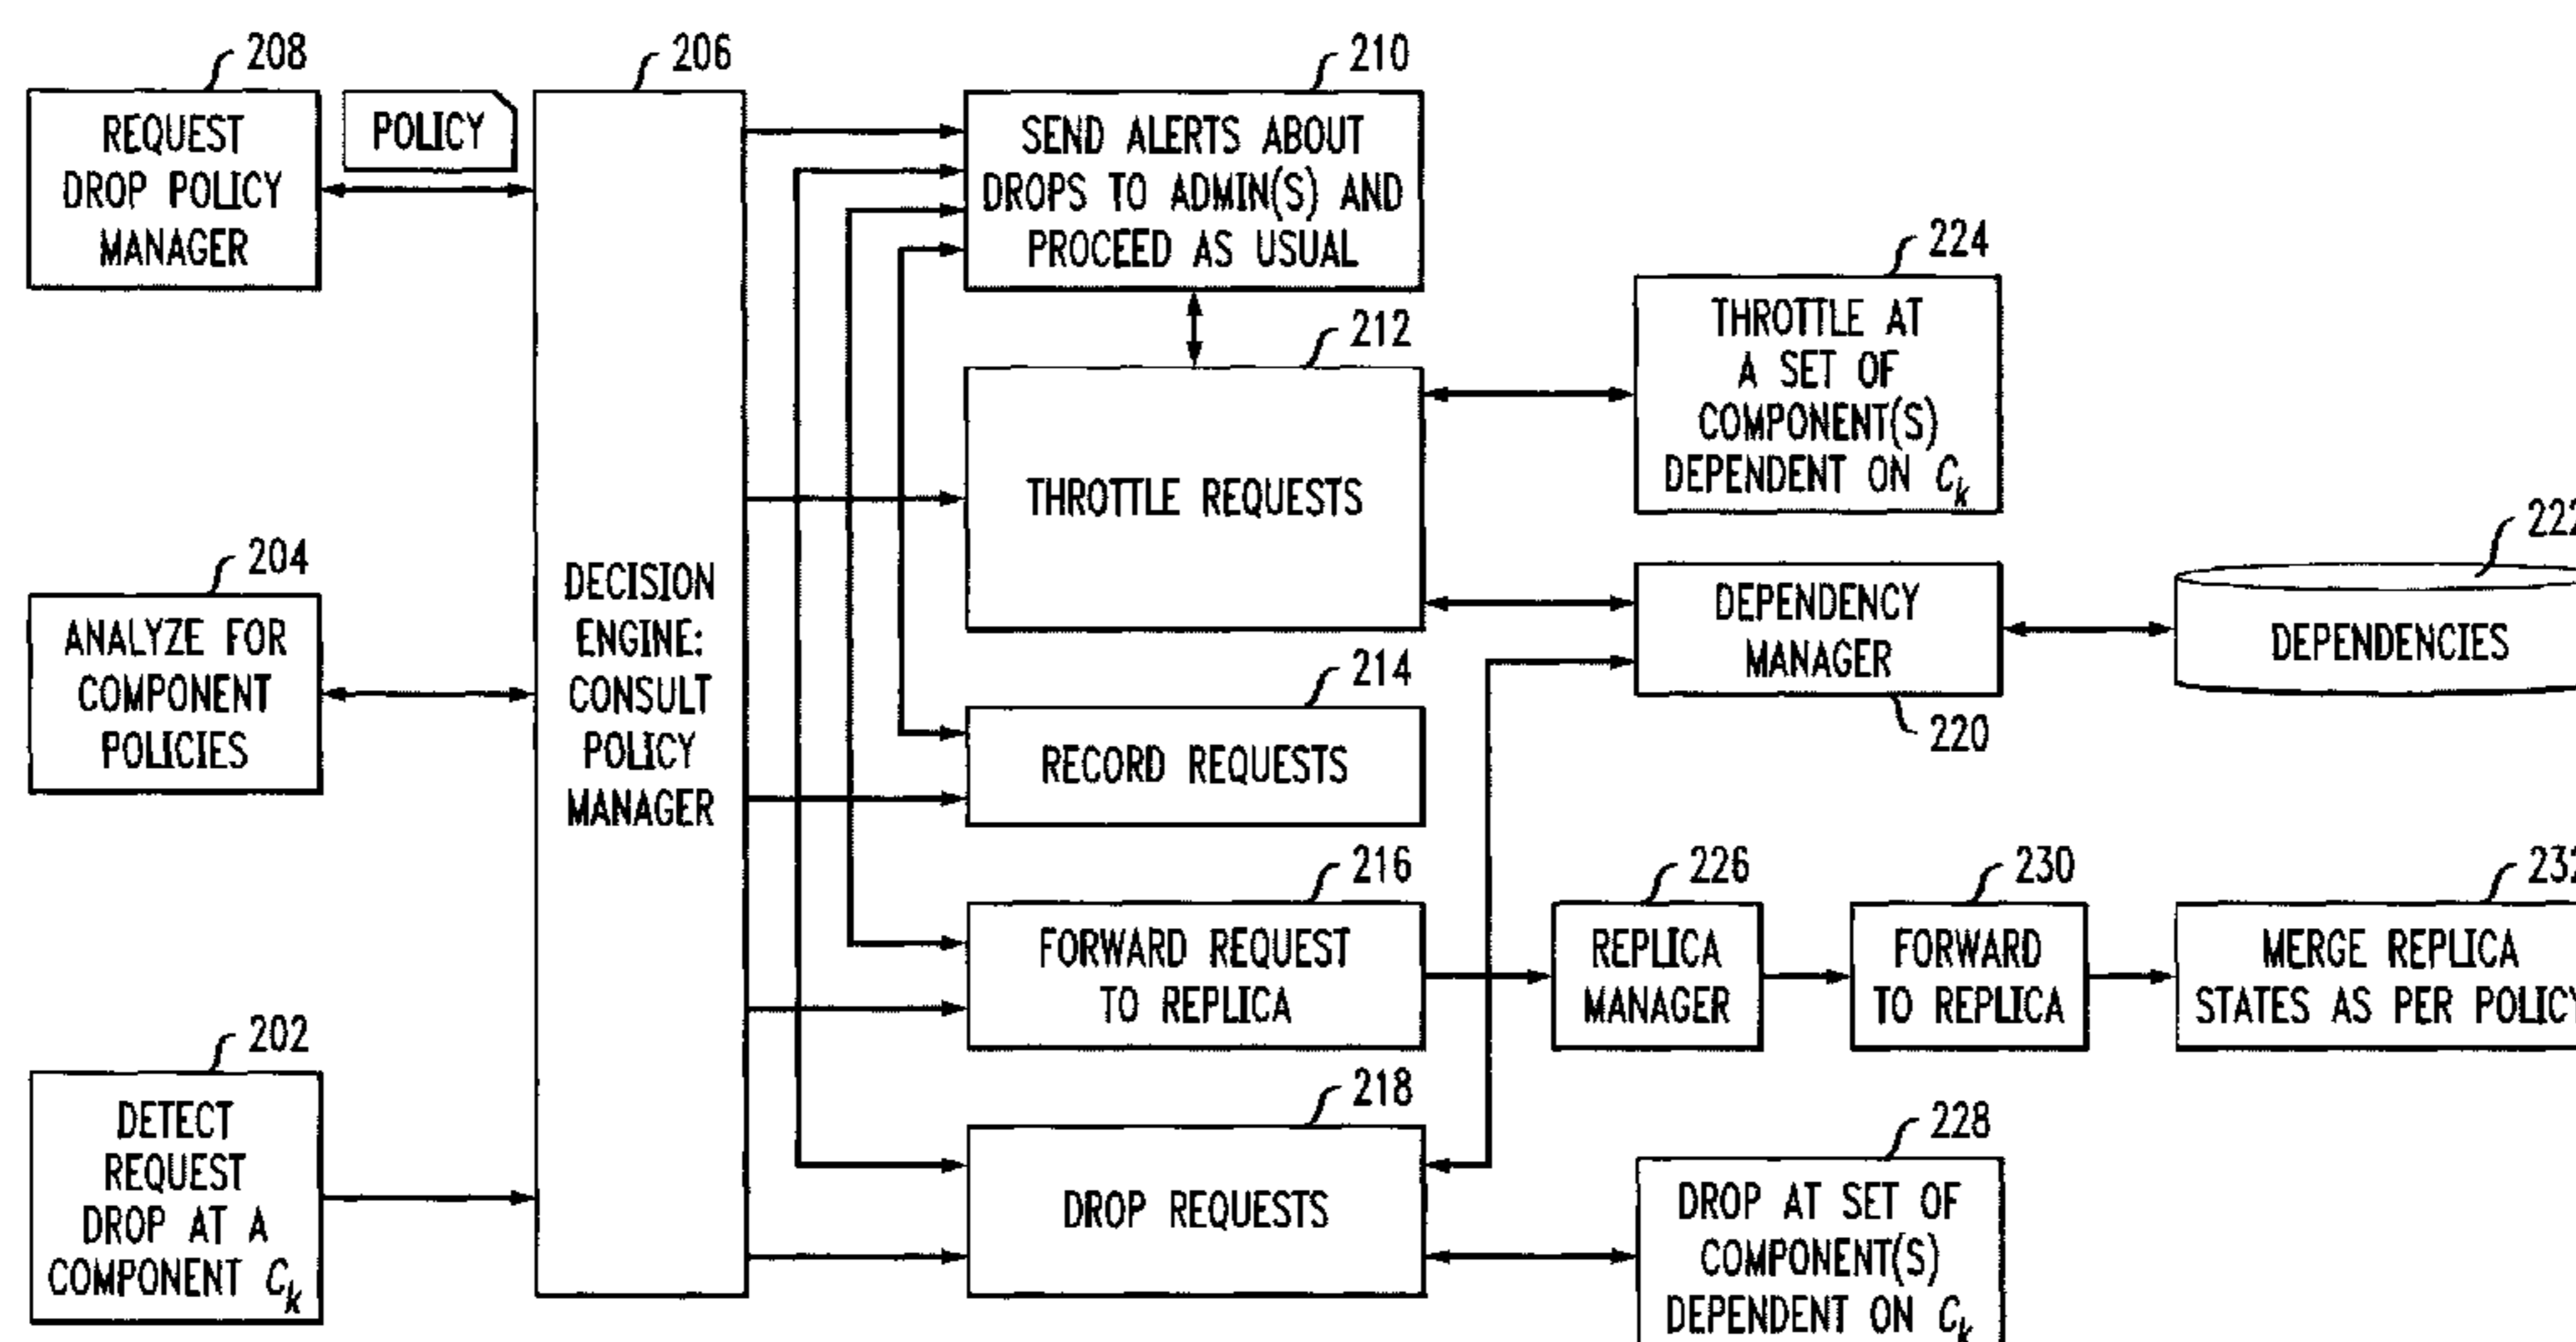 208
REQUEST
DROP POLICY
MANAGER
POLICY
206
DECISION
ENGINE:
CONSULT
POLICY
MANAGER
204
ANALYZE FOR
COMPONENT
POLICIES
202
DETECT
REQUEST
DROP AT A
COMPONENT Ck
210
SEND ALERTS ABOUT
DROPS TO ADMIN(S) AND
PROCEED AS USUAL
212
THROTTLE REQUESTS
214
RECORD REQUESTS
216
FORWARD REQUEST
TO REPLICA
218
DROP REQUESTS
224
THROTTLE AT
A SET OF
COMPONENT(S)
DEPENDENT ON Ck
DEPENDENCY
MANAGER
220
222
DEPENDENCIES
226
REPLICA
MANAGER
230
FORWARD
TO REPLICA
232
MERGE REPLICA
STATES AS PER POLICY
228
DROP AT SET OF
COMPONENT(S)
DEPENDENT ON Ck